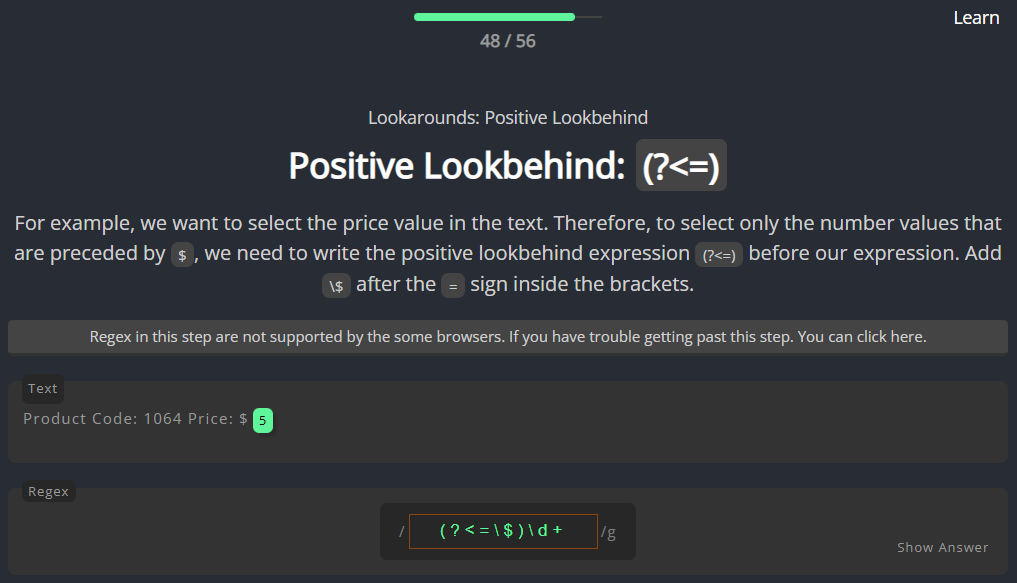 Learn
48 / 56
Lookarounds: Positive Lookbehind
Positive Lookbehind: (?<=)
For example, we want to select the price value in the text. Therefore, to select only the number values that
are preceded by $, we need to write the positive lookbehind expression (?<=) before our expression. Add
\$ after the = sign inside the brackets.
Regex in this step are not supported by the some browsers. If you have trouble getting past this step. You can click here.
Text
Product Code: 1064 Price: $5
Regex
/(?<=\$)\d+/g
Show Answer